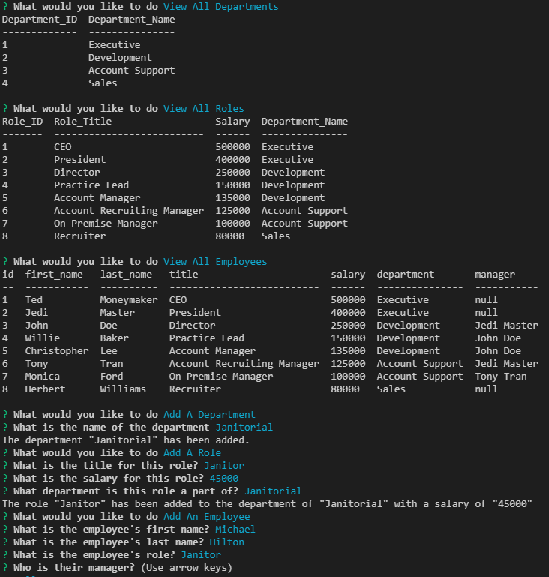 ? What would you like to do View All Departments
Department_ID  Department_Name
-------------  ---------------
1              Executive
2              Development
3              Account Support
4              Sales

? What would you like to do View All Roles
Role_ID  Role_Title                  Salary  Department_Name
-------  --------------------------  ------  ---------------
1        CEO                         500000  Executive
2        President                   400000  Executive
3        Director                    250000  Development
4        Practice Lead               150000  Development
5        Account Manager             135000  Development
6        Account Recruiting Manager  125000  Account Support
7        On Premise Manager          100000  Account Support
8        Recruiter                   80000   Sales

? What would you like to do View All Employees
id  first_name   last_name  title                       salary  department       manager
--  -----------  ---------  --------------------------  ------  ---------------  -----------
1   Ted          Moneymaker  CEO                        500000  Executive        null
2   Jedi         Master     President                   400000  Executive        null
3   John         Doe        Director                    250000  Development      Jedi Master
4   Willie       Baker      Practice Lead               150000  Development      John Doe
5   Christopher  Lee        Account Manager             135000  Development      John Doe
6   Tony         Tran       Account Recruiting Manager  125000  Account Support  Jedi Master
7   Monica       Ford       On Premise Manager          100000  Account Support  Tony Tran
8   Herbert      Williams   Recruiter                   80000   Sales            null

? What would you like to do Add A Department
? What is the name of the department Janitorial
The department "Janitorial" has been added.
? What would you like to do Add A Role
? What is the title for this role? Janitor
? What is the salary for this role? 45000
? What department is this role a part of? Janitorial
The role "Janitor" has been added to the department of "Janitorial" with a salary of "45000"
? What would you like to do Add An Employee
? What is the employee's first name? Michael
? What is the employee's last name? Hilton
? What is the employee's role? Janitor
? Who is their manager? (Use arrow keys)